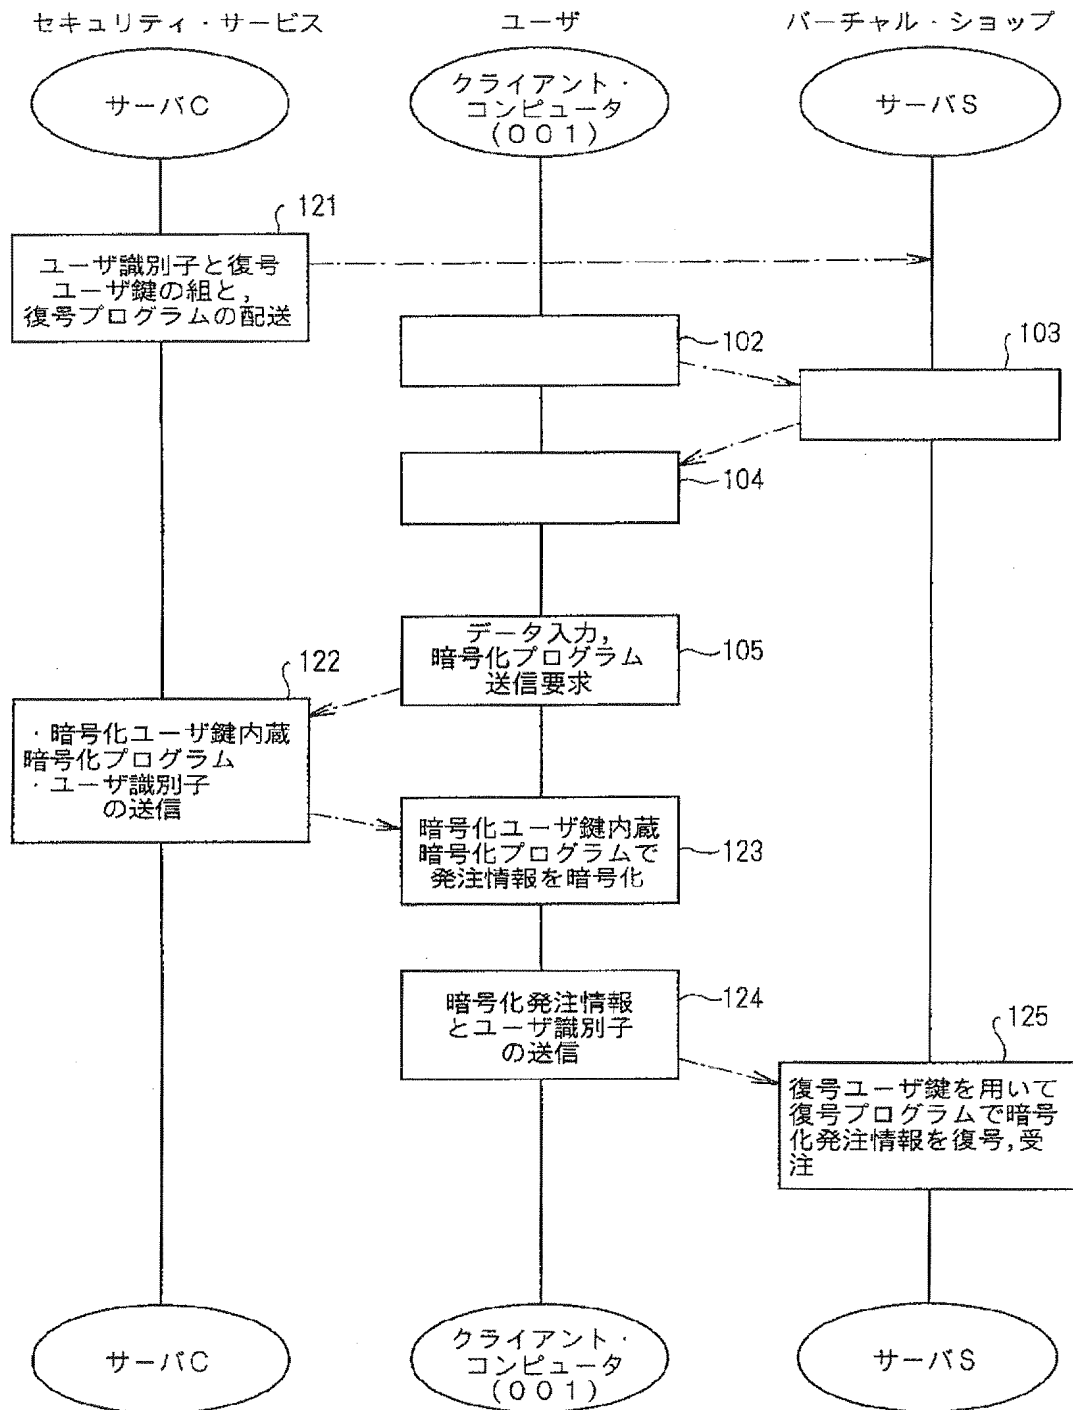 セキュリティ・サービス
ユーザ
バーチャル・ショップ
サーバC
クライアント・
コンピュータ
(001)
サーバS
121
ユーザ識別子と復号
ユーザ鍵の組と,
復号プログラムの配送
102
103
104
データ入力,
暗号化プログラム
送信要求
105
122
・暗号化ユーザ鍵内蔵
暗号化プログラム
・ユーザ識別子
の送信
暗号化ユーザ鍵内蔵
暗号化プログラムで
発注情報を暗号化
123
暗号化発注情報
とユーザ識別子
の送信
124
125
復号ユーザ鍵を用いて
復号プログラムで暗号
化発注情報を復号,受
注
サーバC
クライアント・
コンピュータ
(001)
サーバS